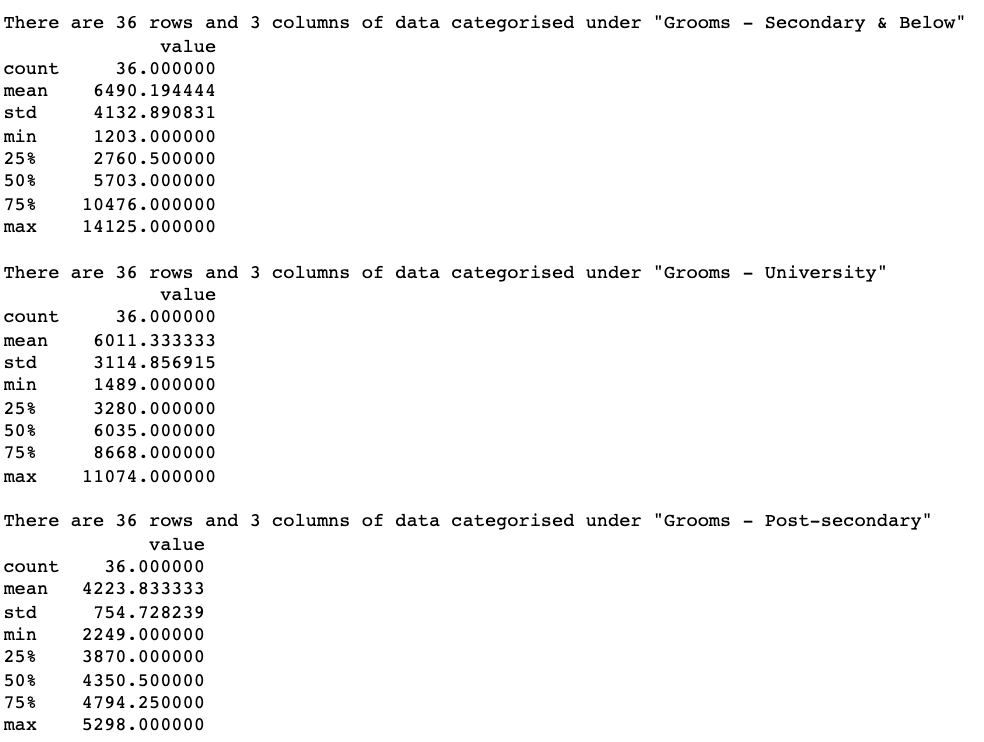 There are 36 rows and 3 columns of data categorised under "Grooms - Secondary & Below"
value
count 36.000000
mean 6490.194444
std 4132.890831
min 1203.000000
25% 2760.500000
50% 5703.000000
75% 10476.000000
max 14125.000000
There are 36 rows and 3 columns of data categorised under "Grooms - University"
value
count 36.000000
mean 6011.333333
std 3114.856915
min 1489.000000
25% 3280.000000
50% 6035.000000
75% 8668.000000
max 11074.000000
There are 36 rows and 3 columns of data categorised under "Grooms - Post-secondary"
value
count 36.000000
mean 4223.833333
std 754.728239
min 2249.000000
25% 3870.000000
50% 4350.500000
75% 4794.250000
max 5298.000000